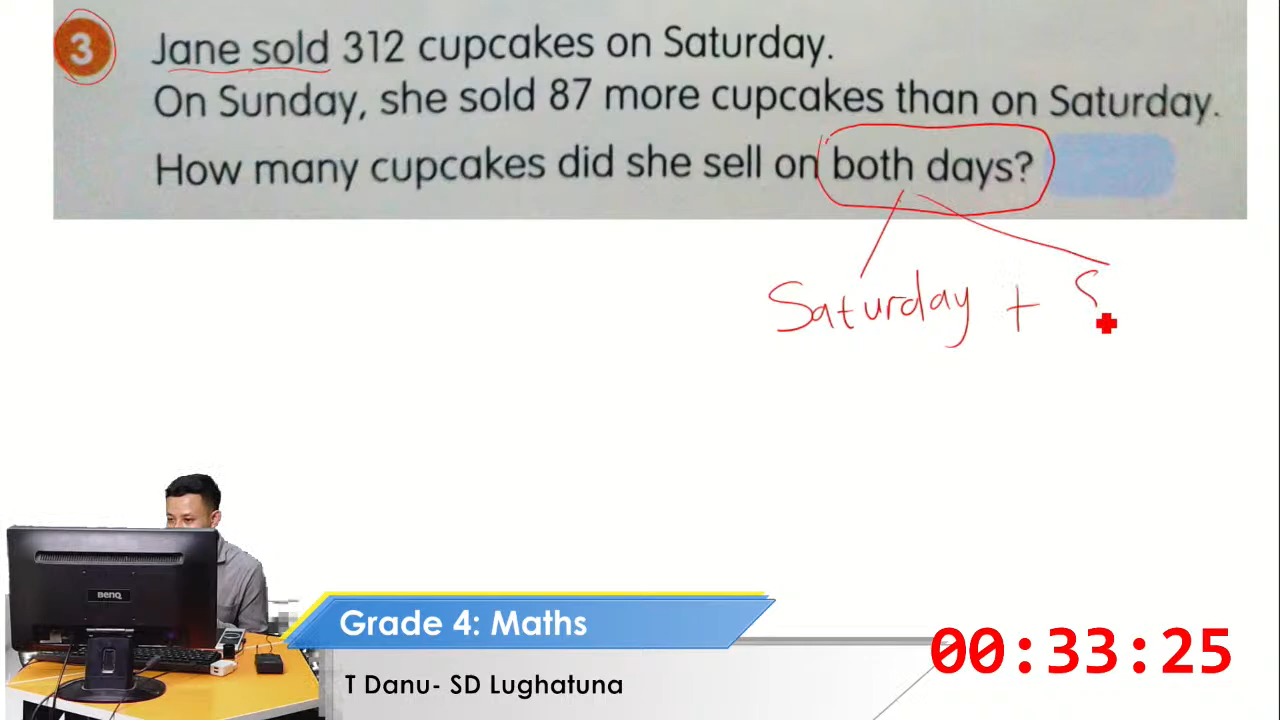 3 Jane sold 312 cupcakes on Saturday.
On Sunday, she sold 87 more cupcakes than on Saturday.
How many cupcakes did she sell on both days?
Saturday + S
BENQ
Grade 4: Maths
00:33:25
T Danu- SD Lughatuna